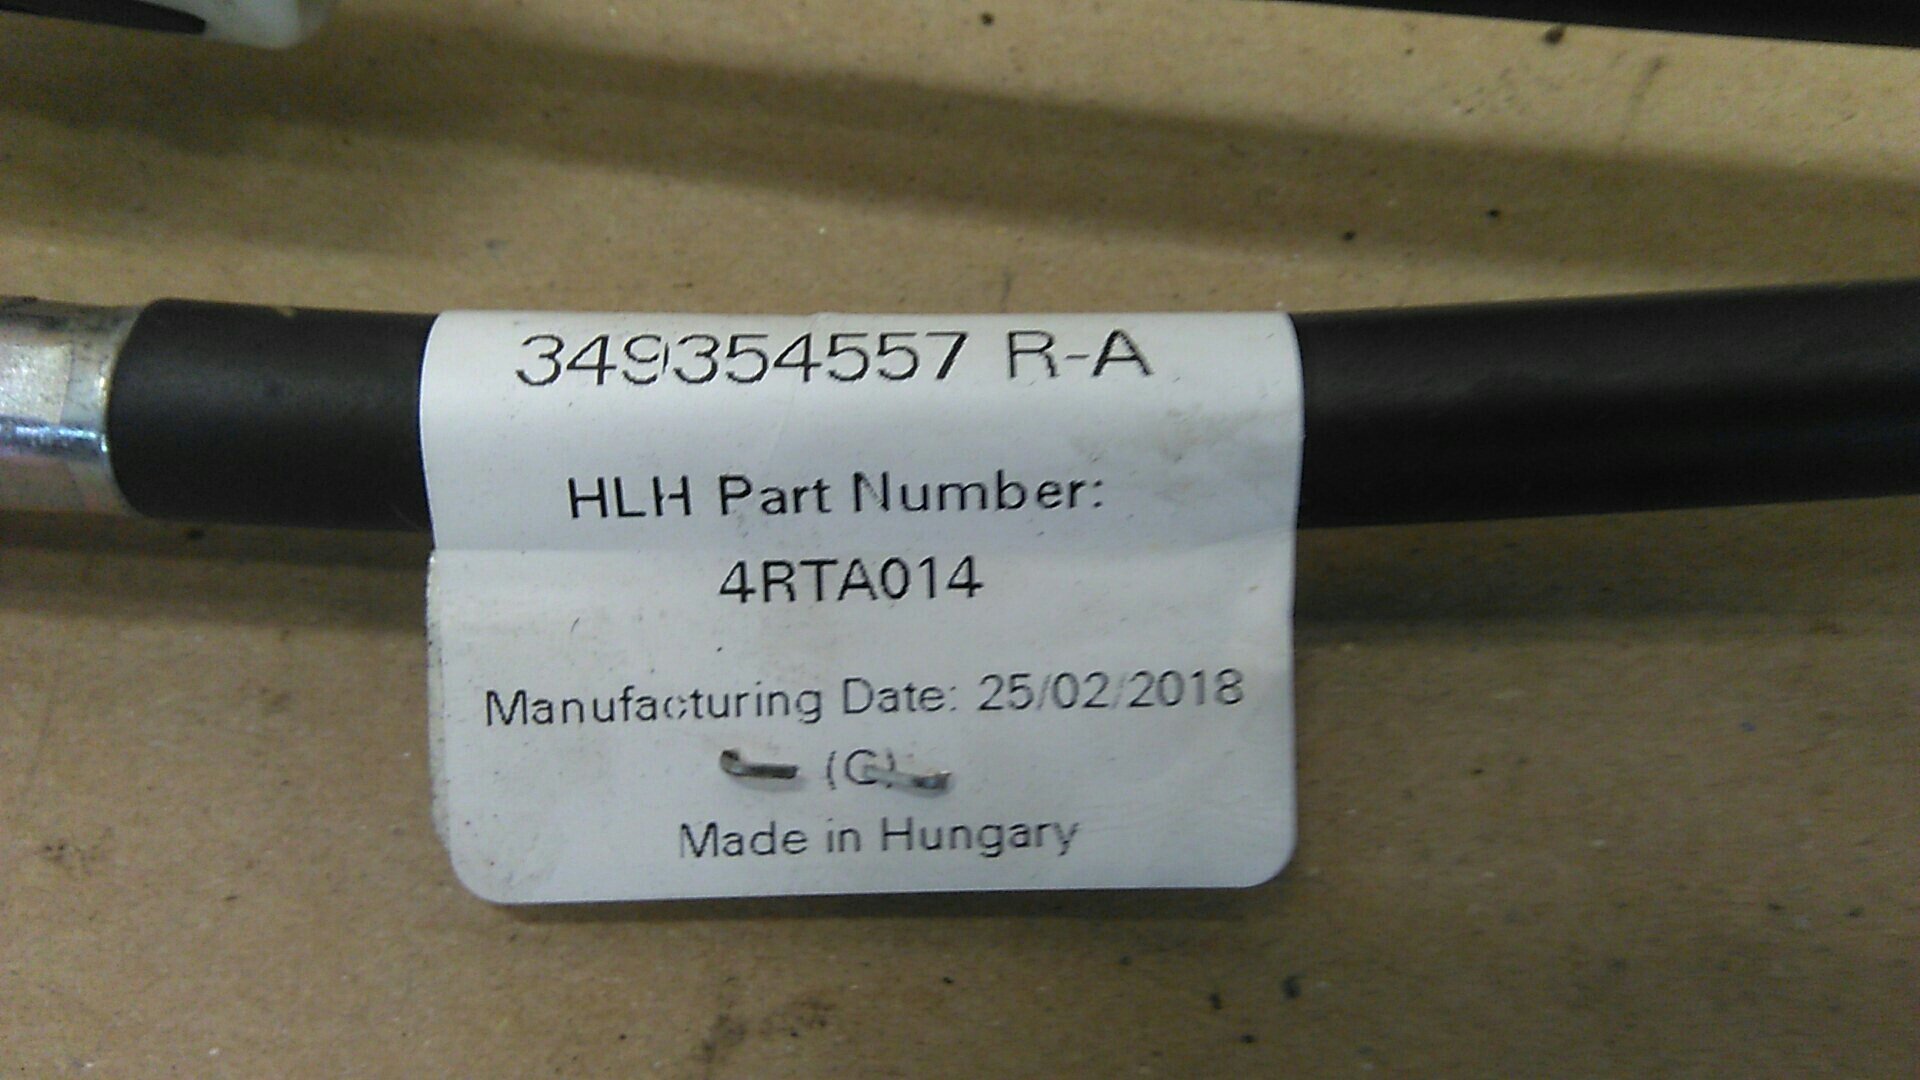 349354557 R-A
HLH Part Number:
4RTA014
Manufacturing Date: 25/02/2018
(C)
Made in Hungary